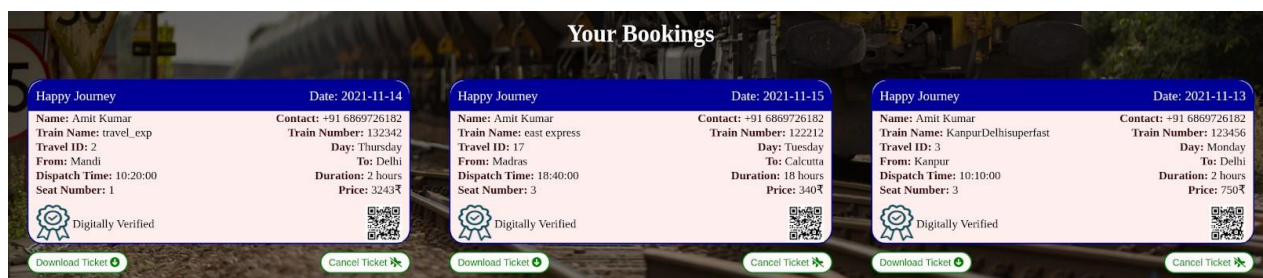 Your Bookings
Happy Journey Date: 2021-11-14
Name: Amit Kumar Contact: +91 6869726182
Train Name: travel_exp Train Number: 132342
Travel ID: 2 Day: Thursday
From: Mandi To: Delhi
Dispatch Time: 10:20:00 Duration: 2 hours
Seat Number: 1 Price: 3243₹
Digitally Verified
Download Ticket Cancel Ticket
Happy Journey Date: 2021-11-15
Name: Amit Kumar Contact: +91 6869726182
Train Name: east express Train Number: 122212
Travel ID: 17 Day: Tuesday
From: Madras To: Calcutta
Dispatch Time: 18:40:00 Duration: 18 hours
Seat Number: 3 Price: 340₹
Digitally Verified
Download Ticket Cancel Ticket
Happy Journey Date: 2021-11-13
Name: Amit Kumar Contact: +91 6869726182
Train Name: KanpurDelhisuperfast Train Number: 123456
Travel ID: 3 Day: Monday
From: Kanpur To: Delhi
Dispatch Time: 10:10:00 Duration: 2 hours
Seat Number: 3 Price: 750₹
Digitally Verified
Download Ticket Cancel Ticket